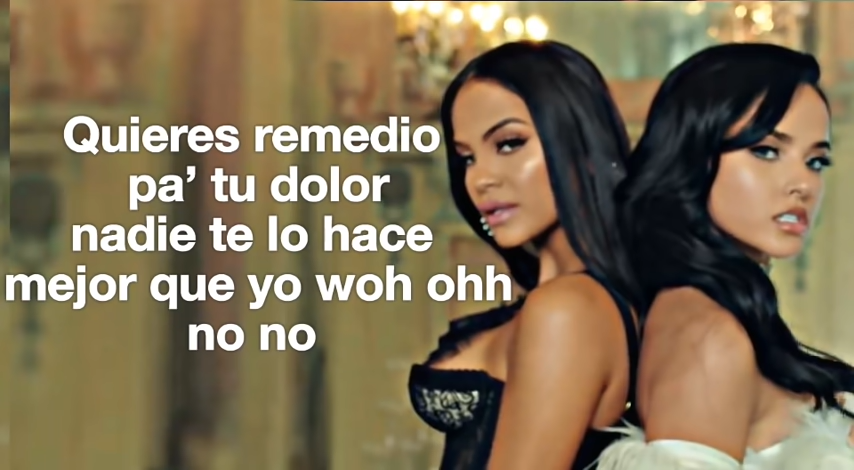 Quieres remedio
pa’ tu dolor
nadie te lo hace
mejor que yo woh ohh
no no